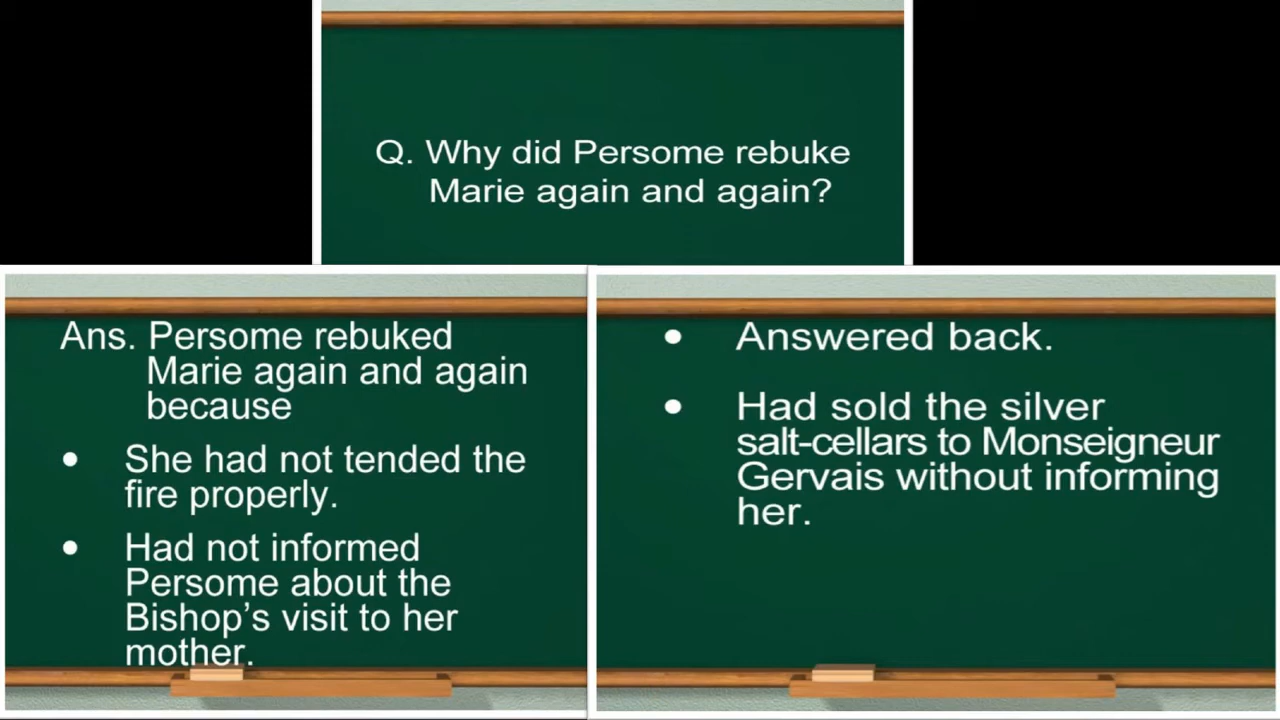 Q. Why did Persome rebuke
Marie again and again?
Ans. Persome rebuked
Marie again and again
because
• She had not tended the
fire properly.
• Had not informed
Persome about the
Bishop’s visit to her
mother.
• Answered back.
• Had sold the silver
salt-cellars to Monseigneur
Gervais without informing
her.